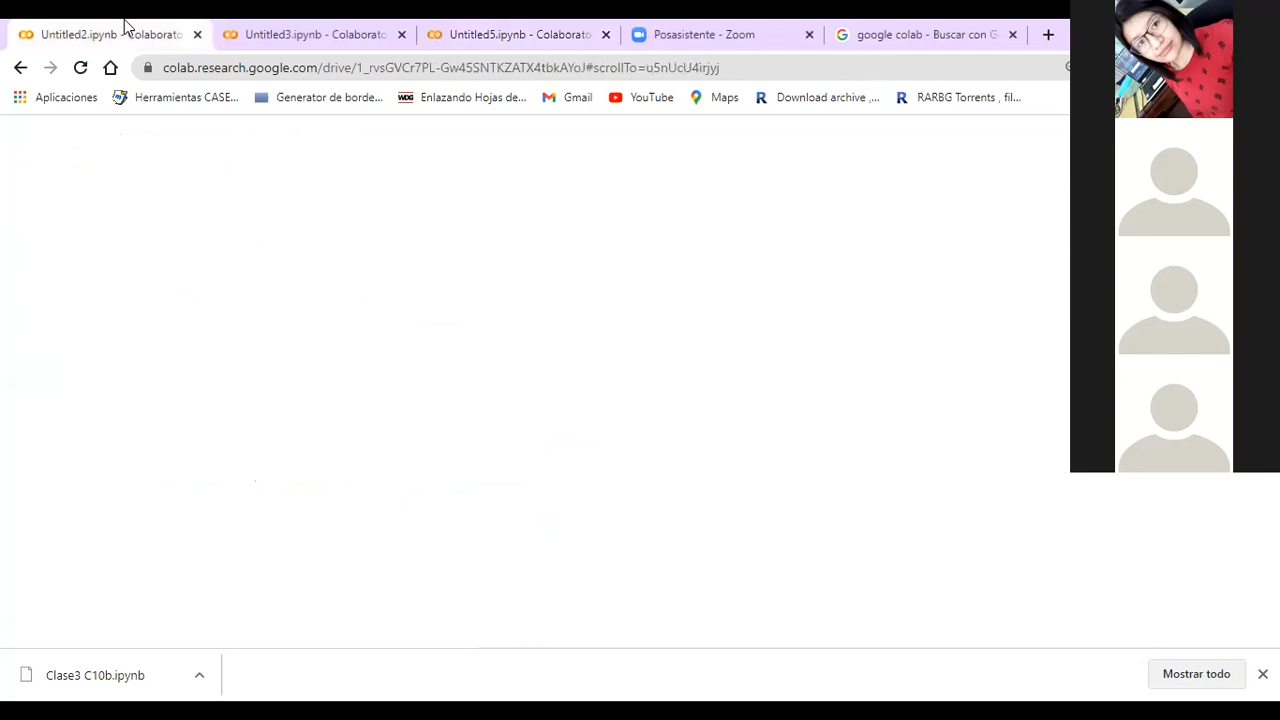 Untitled2.ipynb - Colaborato
Untitled3.ipynb - Colaborato
Untitled5.ipynb - Colaborato
Posasistente - Zoom
google colab - Buscar con G
colab.research.google.com/drive/1_rvsGVCr7PL-Gw45SSNTKZATX4tbkAYoJ#scrollTo=u5nUcU4irjyj
Aplicaciones
Herramientas CASE...
Generator de borde...
Enlazando Hojas de...
Gmail
YouTube
Maps
Download archive ,...
RARBG Torrents , fil...
Clase3 C10b.ipynb
Mostrar todo